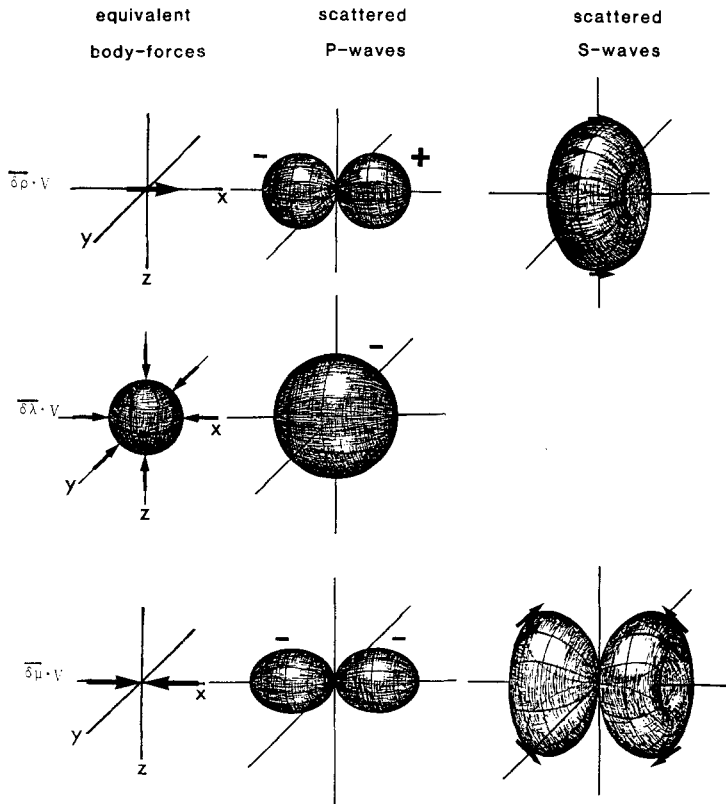 equivalent
body-forces
scattered
P-waves
scattered
S-waves
δρ · V
x
y
z
-
+
δλ · V
x
y
z
-
δμ · V
x
y
z
-
-